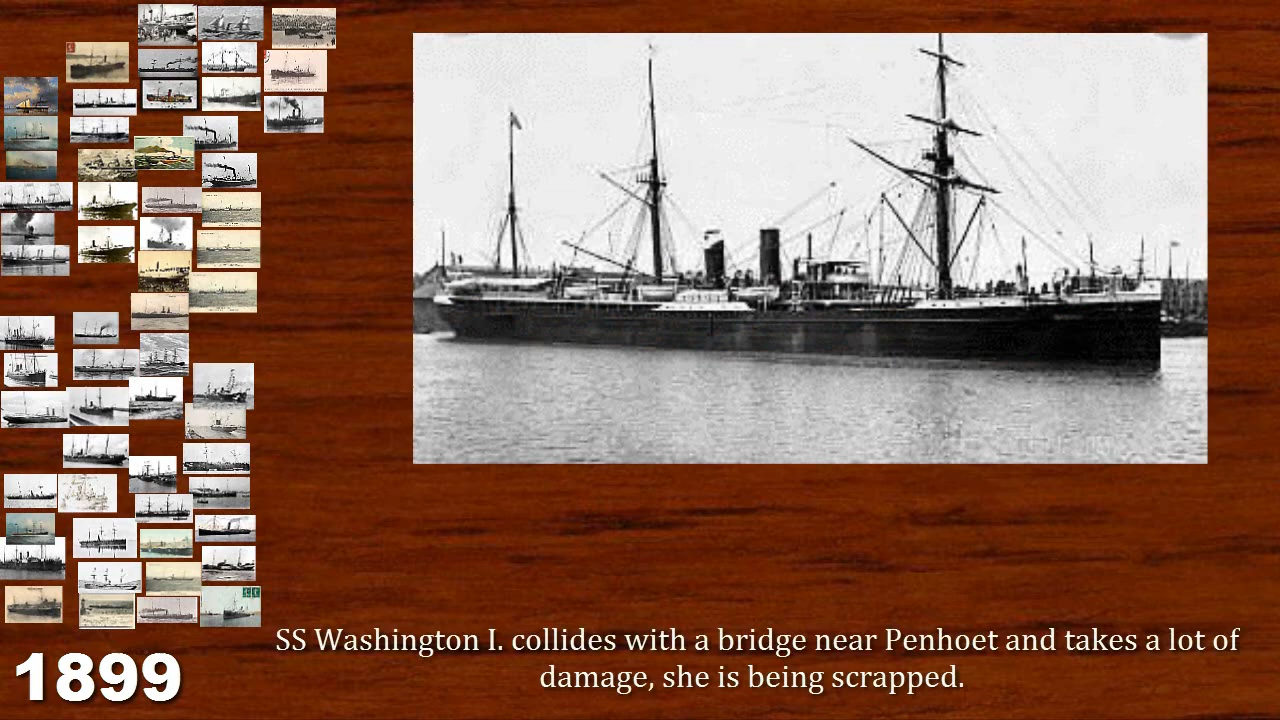 SS Washington I. collides with a bridge near Penhoet and takes a lot of
damage, she is being scrapped.
1899